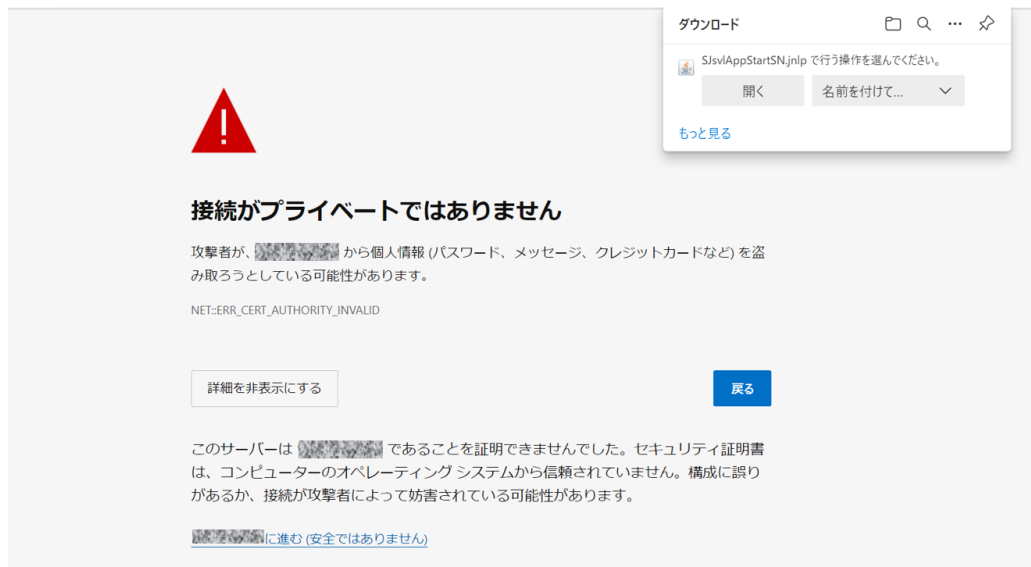 ダウンロード
SJsvlAppStartSN.jnlp で行う操作を選んでください。
開く
名前を付けて...
もっと見る
接続がプライベートではありません
攻撃者が、 から個人情報 (パスワード、メッセージ、クレジットカードなど) を盗
み取ろうとしている可能性があります。
NET::ERR_CERT_AUTHORITY_INVALID
詳細を非表示にする
戻る
このサーバーは であることを証明できませんでした。セキュリティ証明書
は、コンピューターのオペレーティング システムから信頼されていません。構成に誤り
があるか、接続が攻撃者によって妨害されている可能性があります。
に進む (安全ではありません)